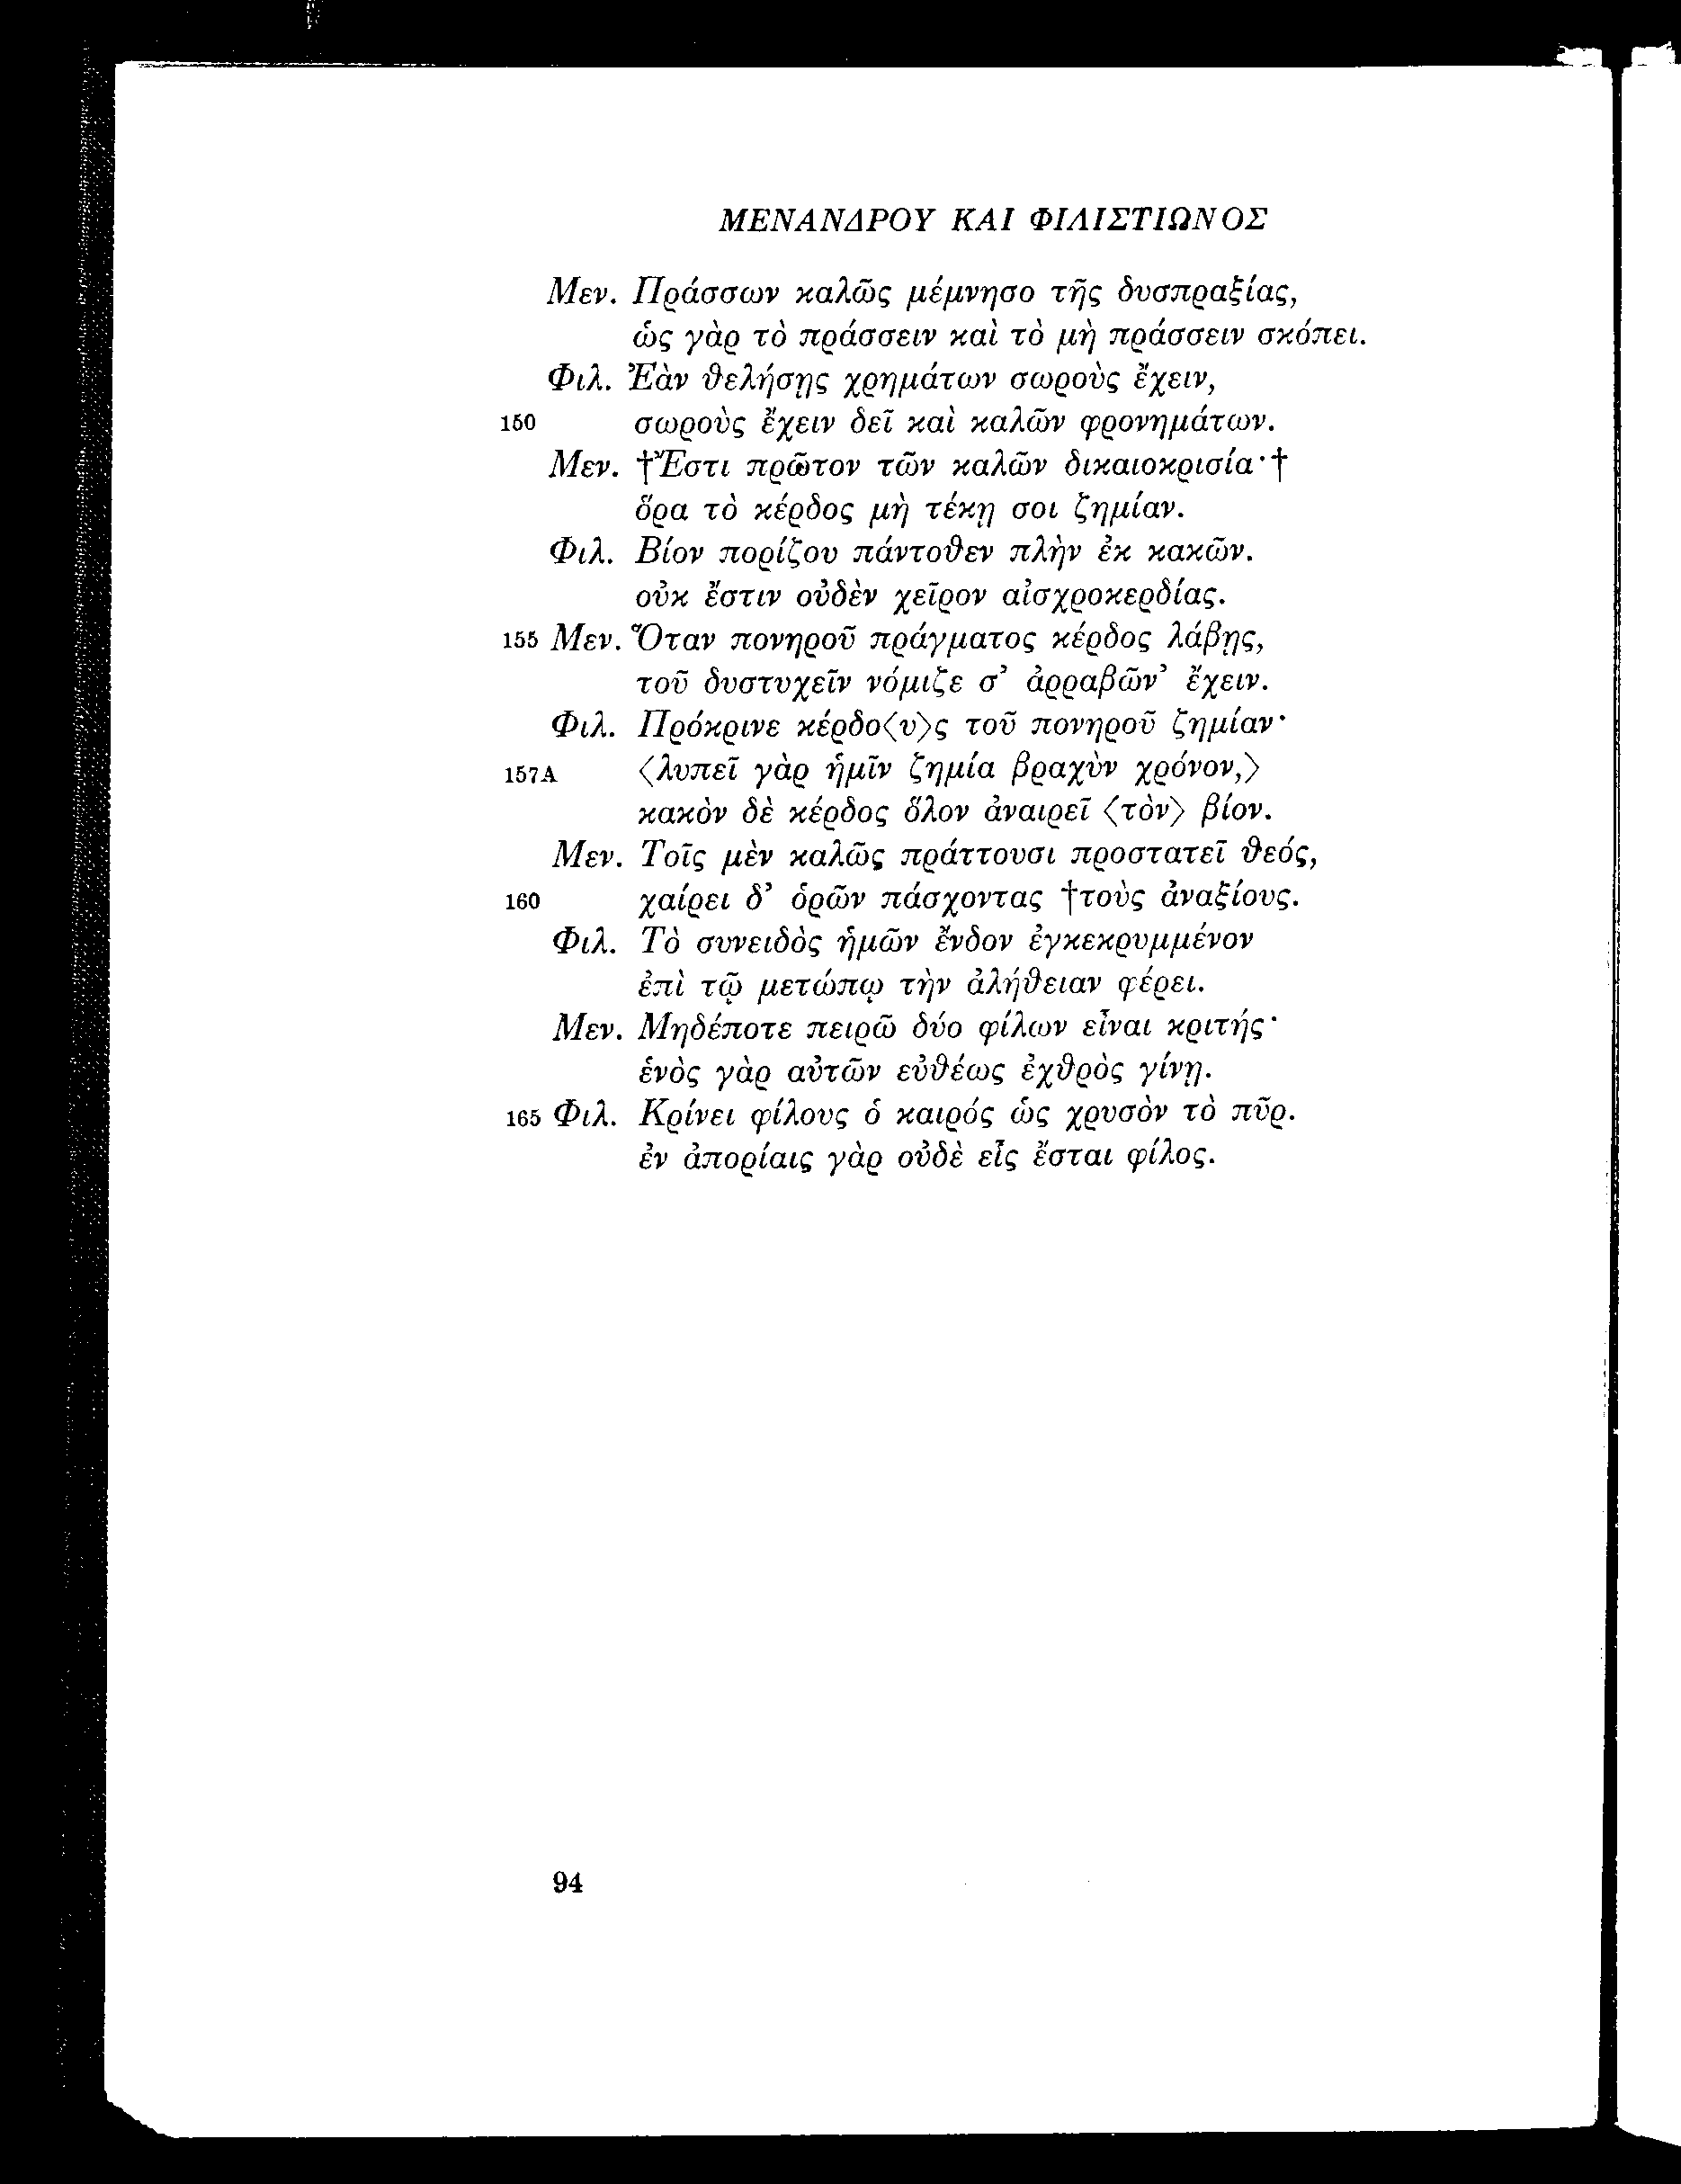 ΜΕΝΑΝΔΡΟΥ ΚΑΙ ΦΙΛΙΣΤΙΩΝΟΣ
Μεν. Πράσσων καλῶς μέμνησο τῆς δυσπραξίας,
ὡς γὰρ τὸ πράσσειν καὶ τὸ μὴ πράσσειν σκόπει.
Φιλ. Ἐὰν θελήσῃς χρημάτων σωροὺς ἔχειν,
150 σωροὺς ἔχειν δεῖ καὶ καλῶν φρονημάτων.
Μεν. †Ἔστι πρῶτον τῶν καλῶν δικαιοκρισία·†
ὅρα τὸ κέρδος μὴ τέκῃ σοι ζημίαν.
Φιλ. Βίον πορίζου πάντοθεν πλὴν ἐκ κακῶν.
οὐκ ἔστιν οὐδὲν χεῖρον αἰσχροκερδίας.
155 Μεν. Ὅταν πονηροῦ πράγματος κέρδος λάβῃς,
τοῦ δυστυχεῖν νόμιζε σ’ ἀρραβῶν’ ἔχειν.
Φιλ. Πρόκρινε κέρδο⟨υ⟩ς τοῦ πονηροῦ ζημίαν·
157A ⟨λυπεῖ γὰρ ἡμῖν ζημία βραχὺν χρόνον,⟩
κακὸν δὲ κέρδος ὅλον ἀναιρεῖ ⟨τὸν⟩ βίον.
Μεν. Τοῖς μὲν καλῶς πράττουσι προστατεῖ θεός,
160 χαίρει δ’ ὁρῶν πάσχοντας †τοὺς ἀναξίους.
Φιλ. Τὸ συνειδὸς ἡμῶν ἔνδον ἐγκεκρυμμένον
ἐπὶ τῷ μετώπῳ τὴν ἀλήθειαν φέρει.
Μεν. Μηδέποτε πειρῶ δύο φίλων εἶναι κριτής·
ἑνὸς γὰρ αὐτῶν εὐθέως ἐχθρὸς γίνῃ.
165 Φιλ. Κρίνει φίλους ὁ καιρός ὡς χρυσὸν τὸ πῦρ.
ἐν ἀπορίαις γὰρ οὐδὲ εἷς ἔσται φίλος.
94